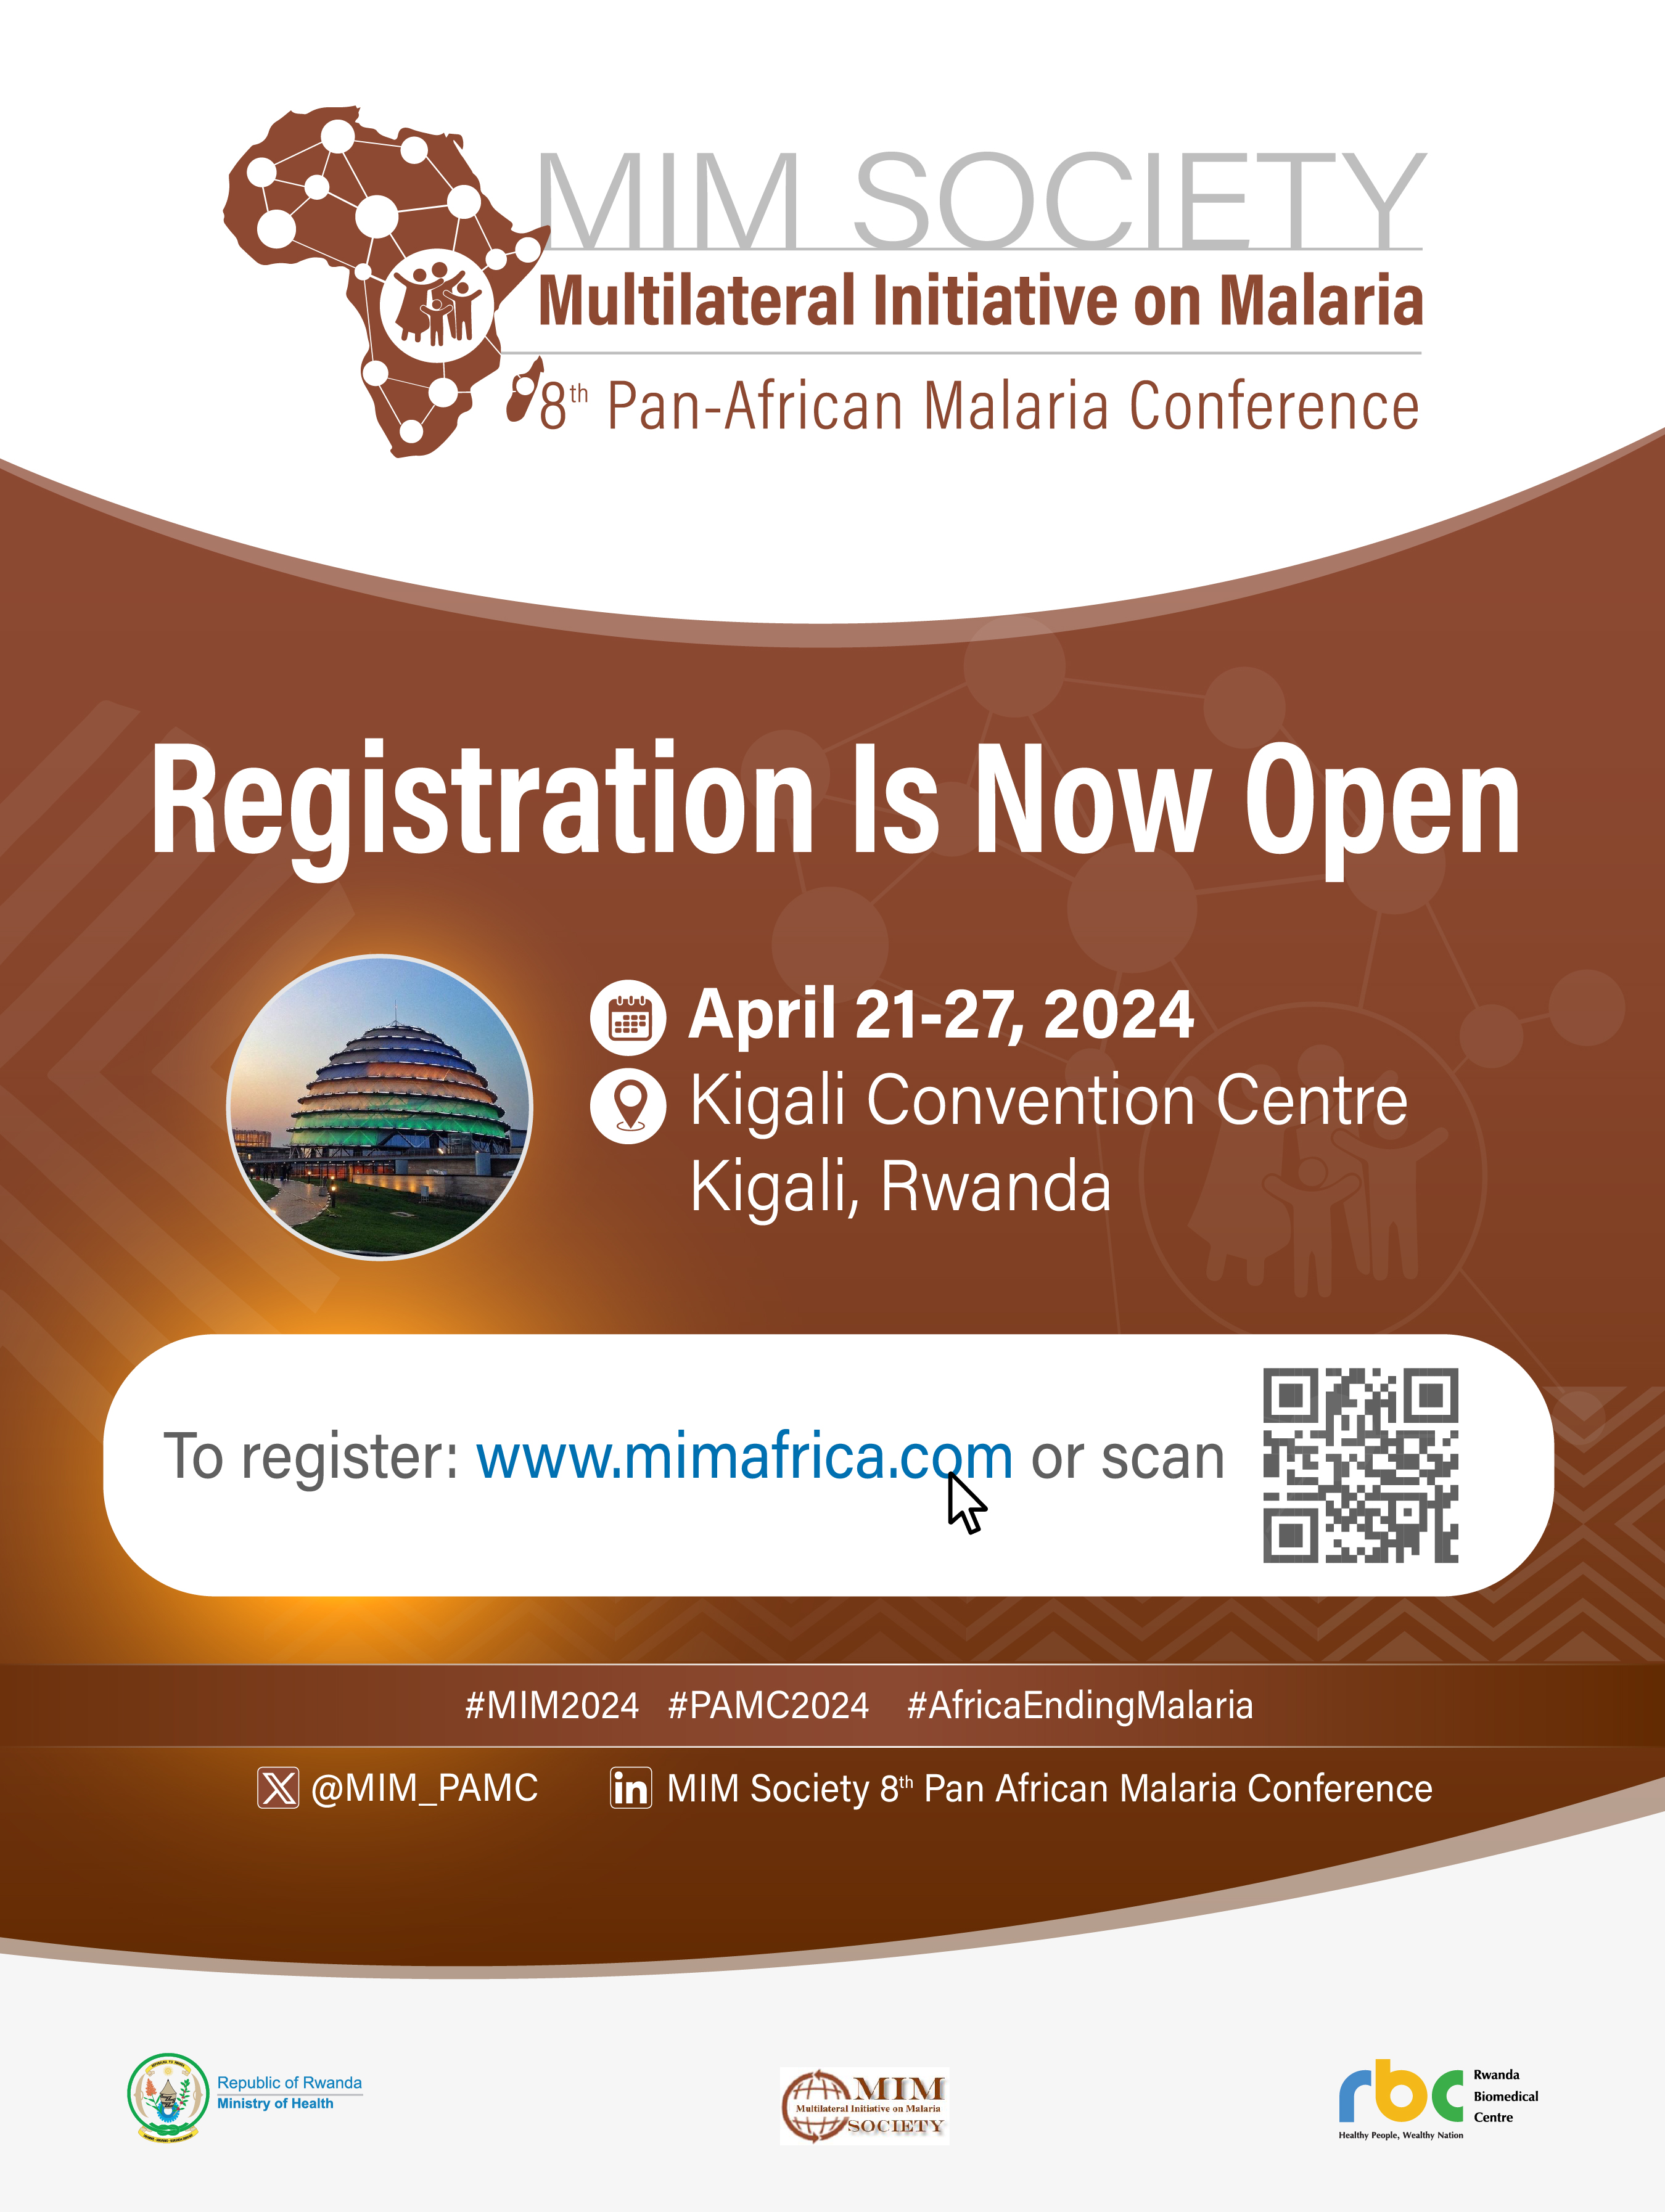 MIM SOCIETY
Multilateral Initiative on Malaria
8th Pan-African Malaria Conference
Registration Is Now Open
April 21-27, 2024
Kigali Convention Centre
Kigali, Rwanda
To register: www.mimafrica.com or scan
#MIM2024 #PAMC2024 #AfricaEndingMalaria
@MIM_PAMC
in MIM Society 8th Pan African Malaria Conference
Republic of Rwanda
Ministry of Health
MIM
Multilateral Initiative on Malaria
SOCIETY
rbc
Rwanda
Biomedical
Centre
Healthy People, Wealthy Nation